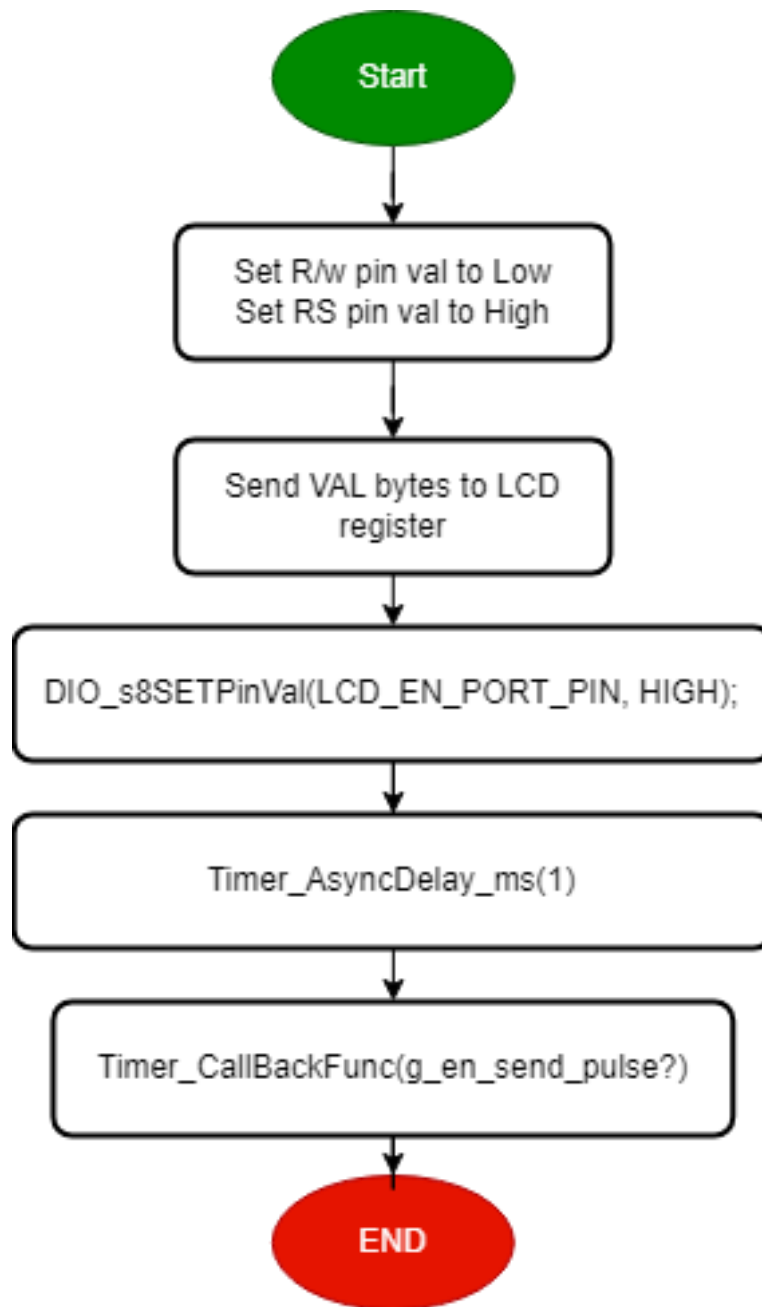 Start
Set R/w pin val to Low
Set RS pin val to High
Send VAL bytes to LCD
register
DIO_s8SETPinVal(LCD_EN_PORT_PIN, HIGH);
Timer_AsyncDelay_ms(1)
Timer_CallBackFunc(g_en_send_pulse?)
END